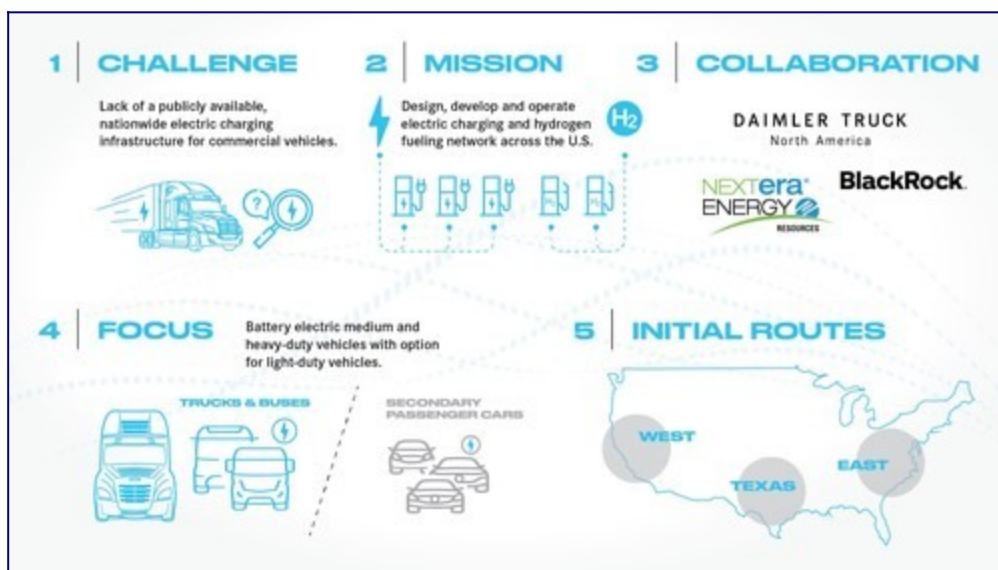 1 | CHALLENGE
Lack of a publicly available,
nationwide electric charging
infrastructure for commercial vehicles.
?
2 | MISSION
Design, develop and operate
electric charging and hydrogen
fueling network across the U.S.
H2
3 | COLLABORATION
DAIMLER TRUCK
North America
NEXTera®
ENERGY
RESOURCES
BlackRock.
4 | FOCUS
Battery electric medium and
heavy-duty vehicles with option
for light-duty vehicles.
TRUCKS & BUSES
SECONDARY
PASSENGER CARS
5 | INITIAL ROUTES
WEST
TEXAS
EAST